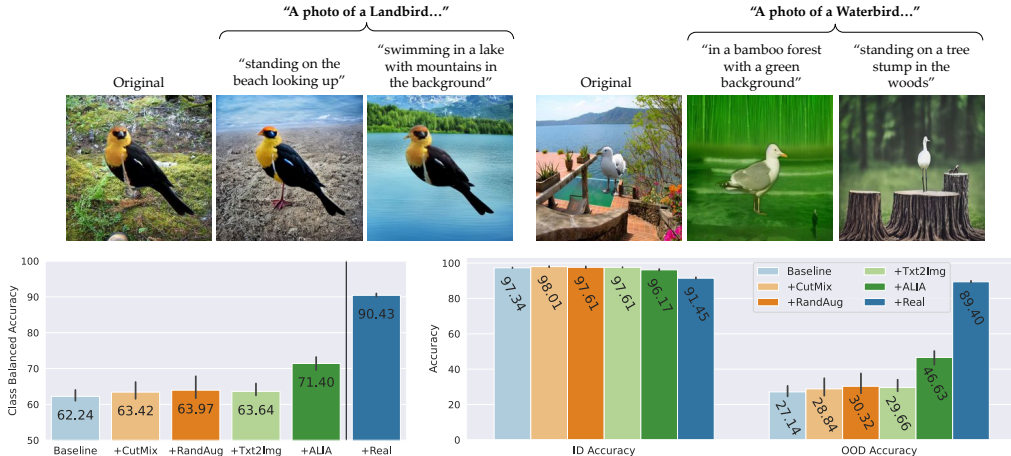 “A photo of a Landbird…”
“A photo of a Waterbird…”
Original
“standing on the
beach looking up”
“swimming in a lake
with mountains in
the background”
Original
“in a bamboo forest
with a green
background”
“standing on a tree
stump in the
woods”
Class Balanced Accuracy
100
90
80
70
60
50
62.24
63.42
63.97
63.64
71.40
90.43
Baseline
+CutMix
+RandAug
+Txt2Img
+ALIA
+Real
Accuracy
100
80
60
40
20
0
97.34
98.01
97.61
97.61
96.17
91.45
27.14
28.84
30.32
29.66
46.63
89.40
Baseline
+CutMix
+RandAug
+Txt2Img
+ALIA
+Real
ID Accuracy
OOD Accuracy